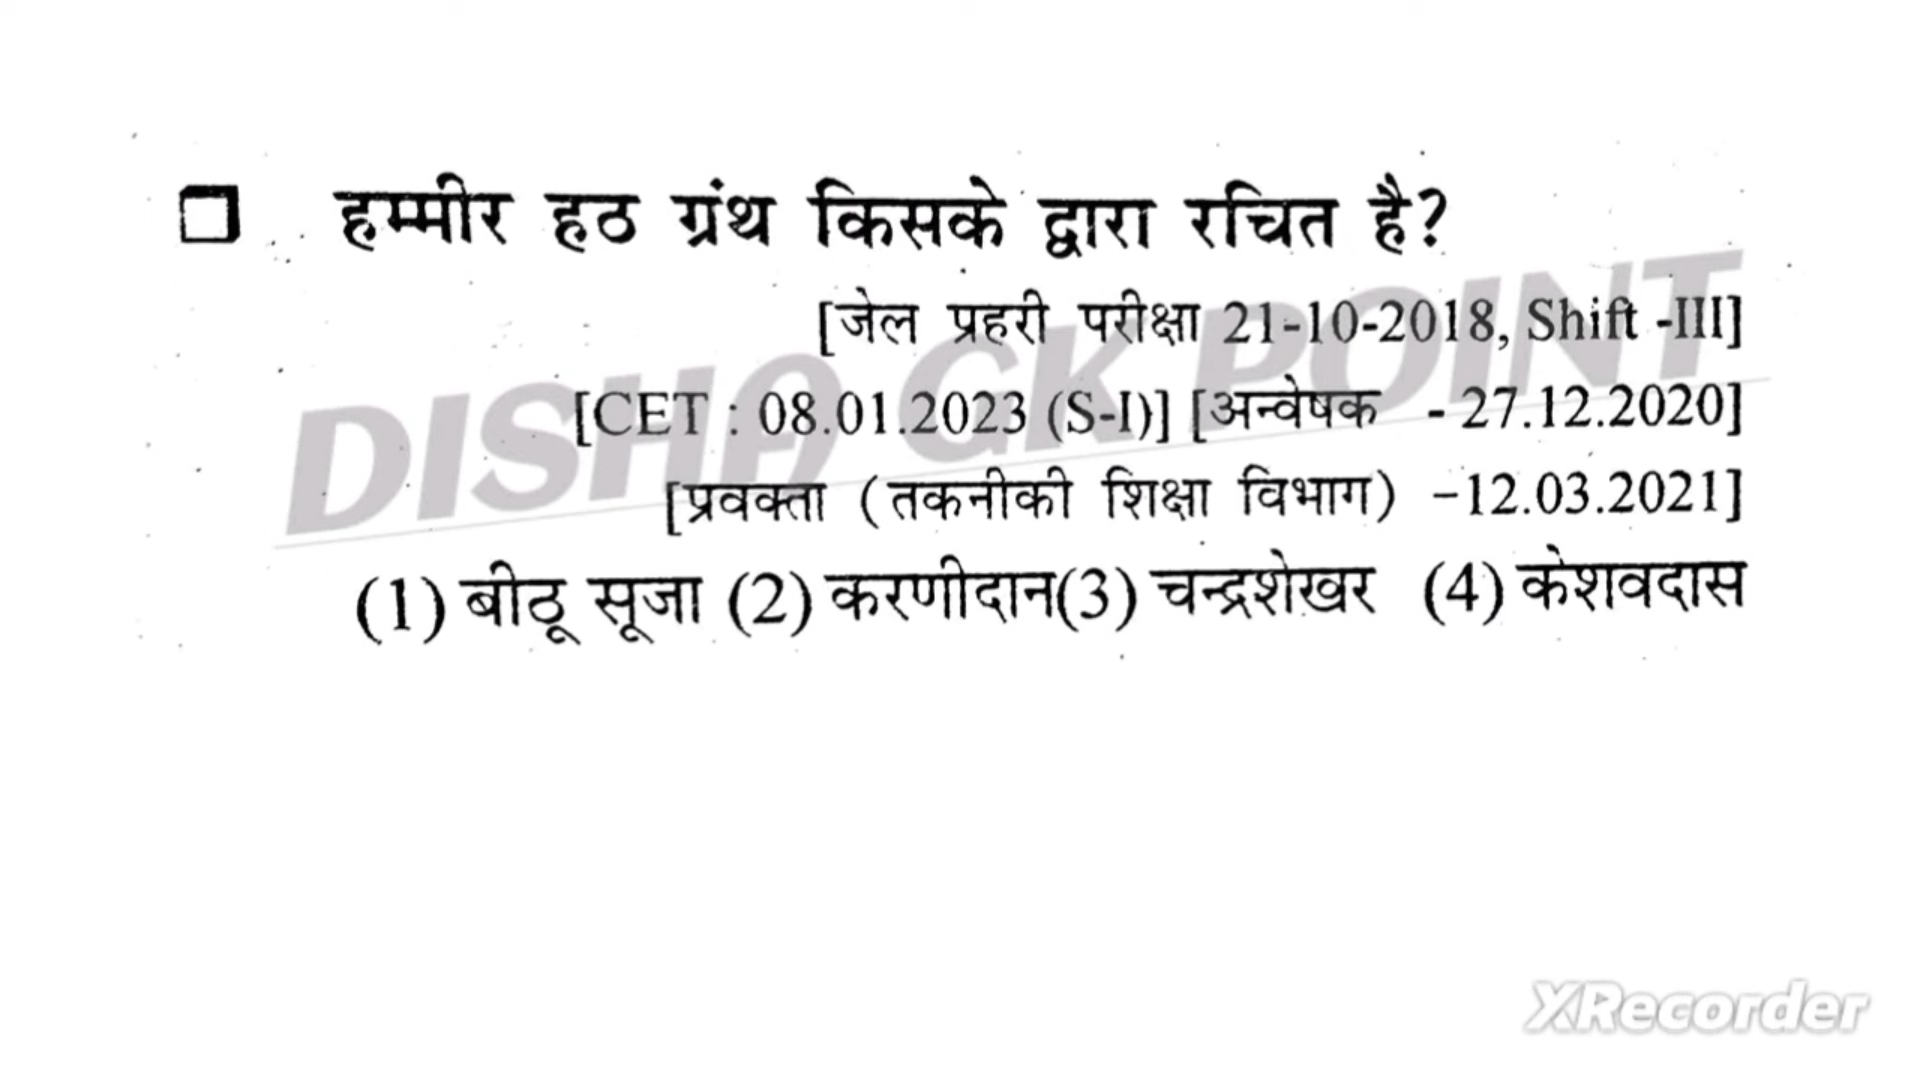 □ हम्मीर हठ ग्रंथ किसके द्वारा रचित है?
[जेल प्रहरी परीक्षा 21-10-2018, Shift -III]
[CET : 08.01.2023 (S-I)] [अन्वेषक - 27.12.2020]
[प्रवक्ता (तकनीकी शिक्षा विभाग) -12.03.2021]
(1) बीठू सूजा (2) करणीदान(3) चन्द्रशेखर (4) केशवदास
DISHA GK POINT
XRecorder